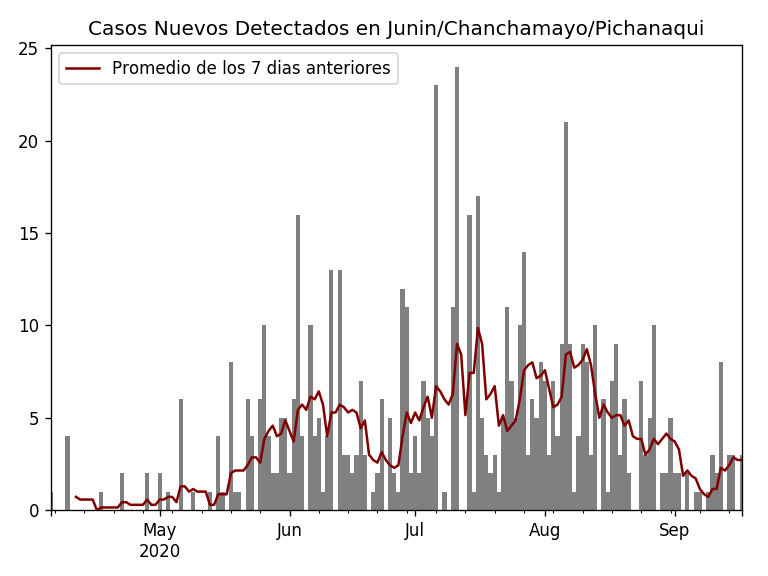 Casos Nuevos Detectados en Junin/Chanchamayo/Pichanaqui
Promedio de los 7 dias anteriores
25
20
15
10
5
0
May Jun Jul Aug Sep
2020